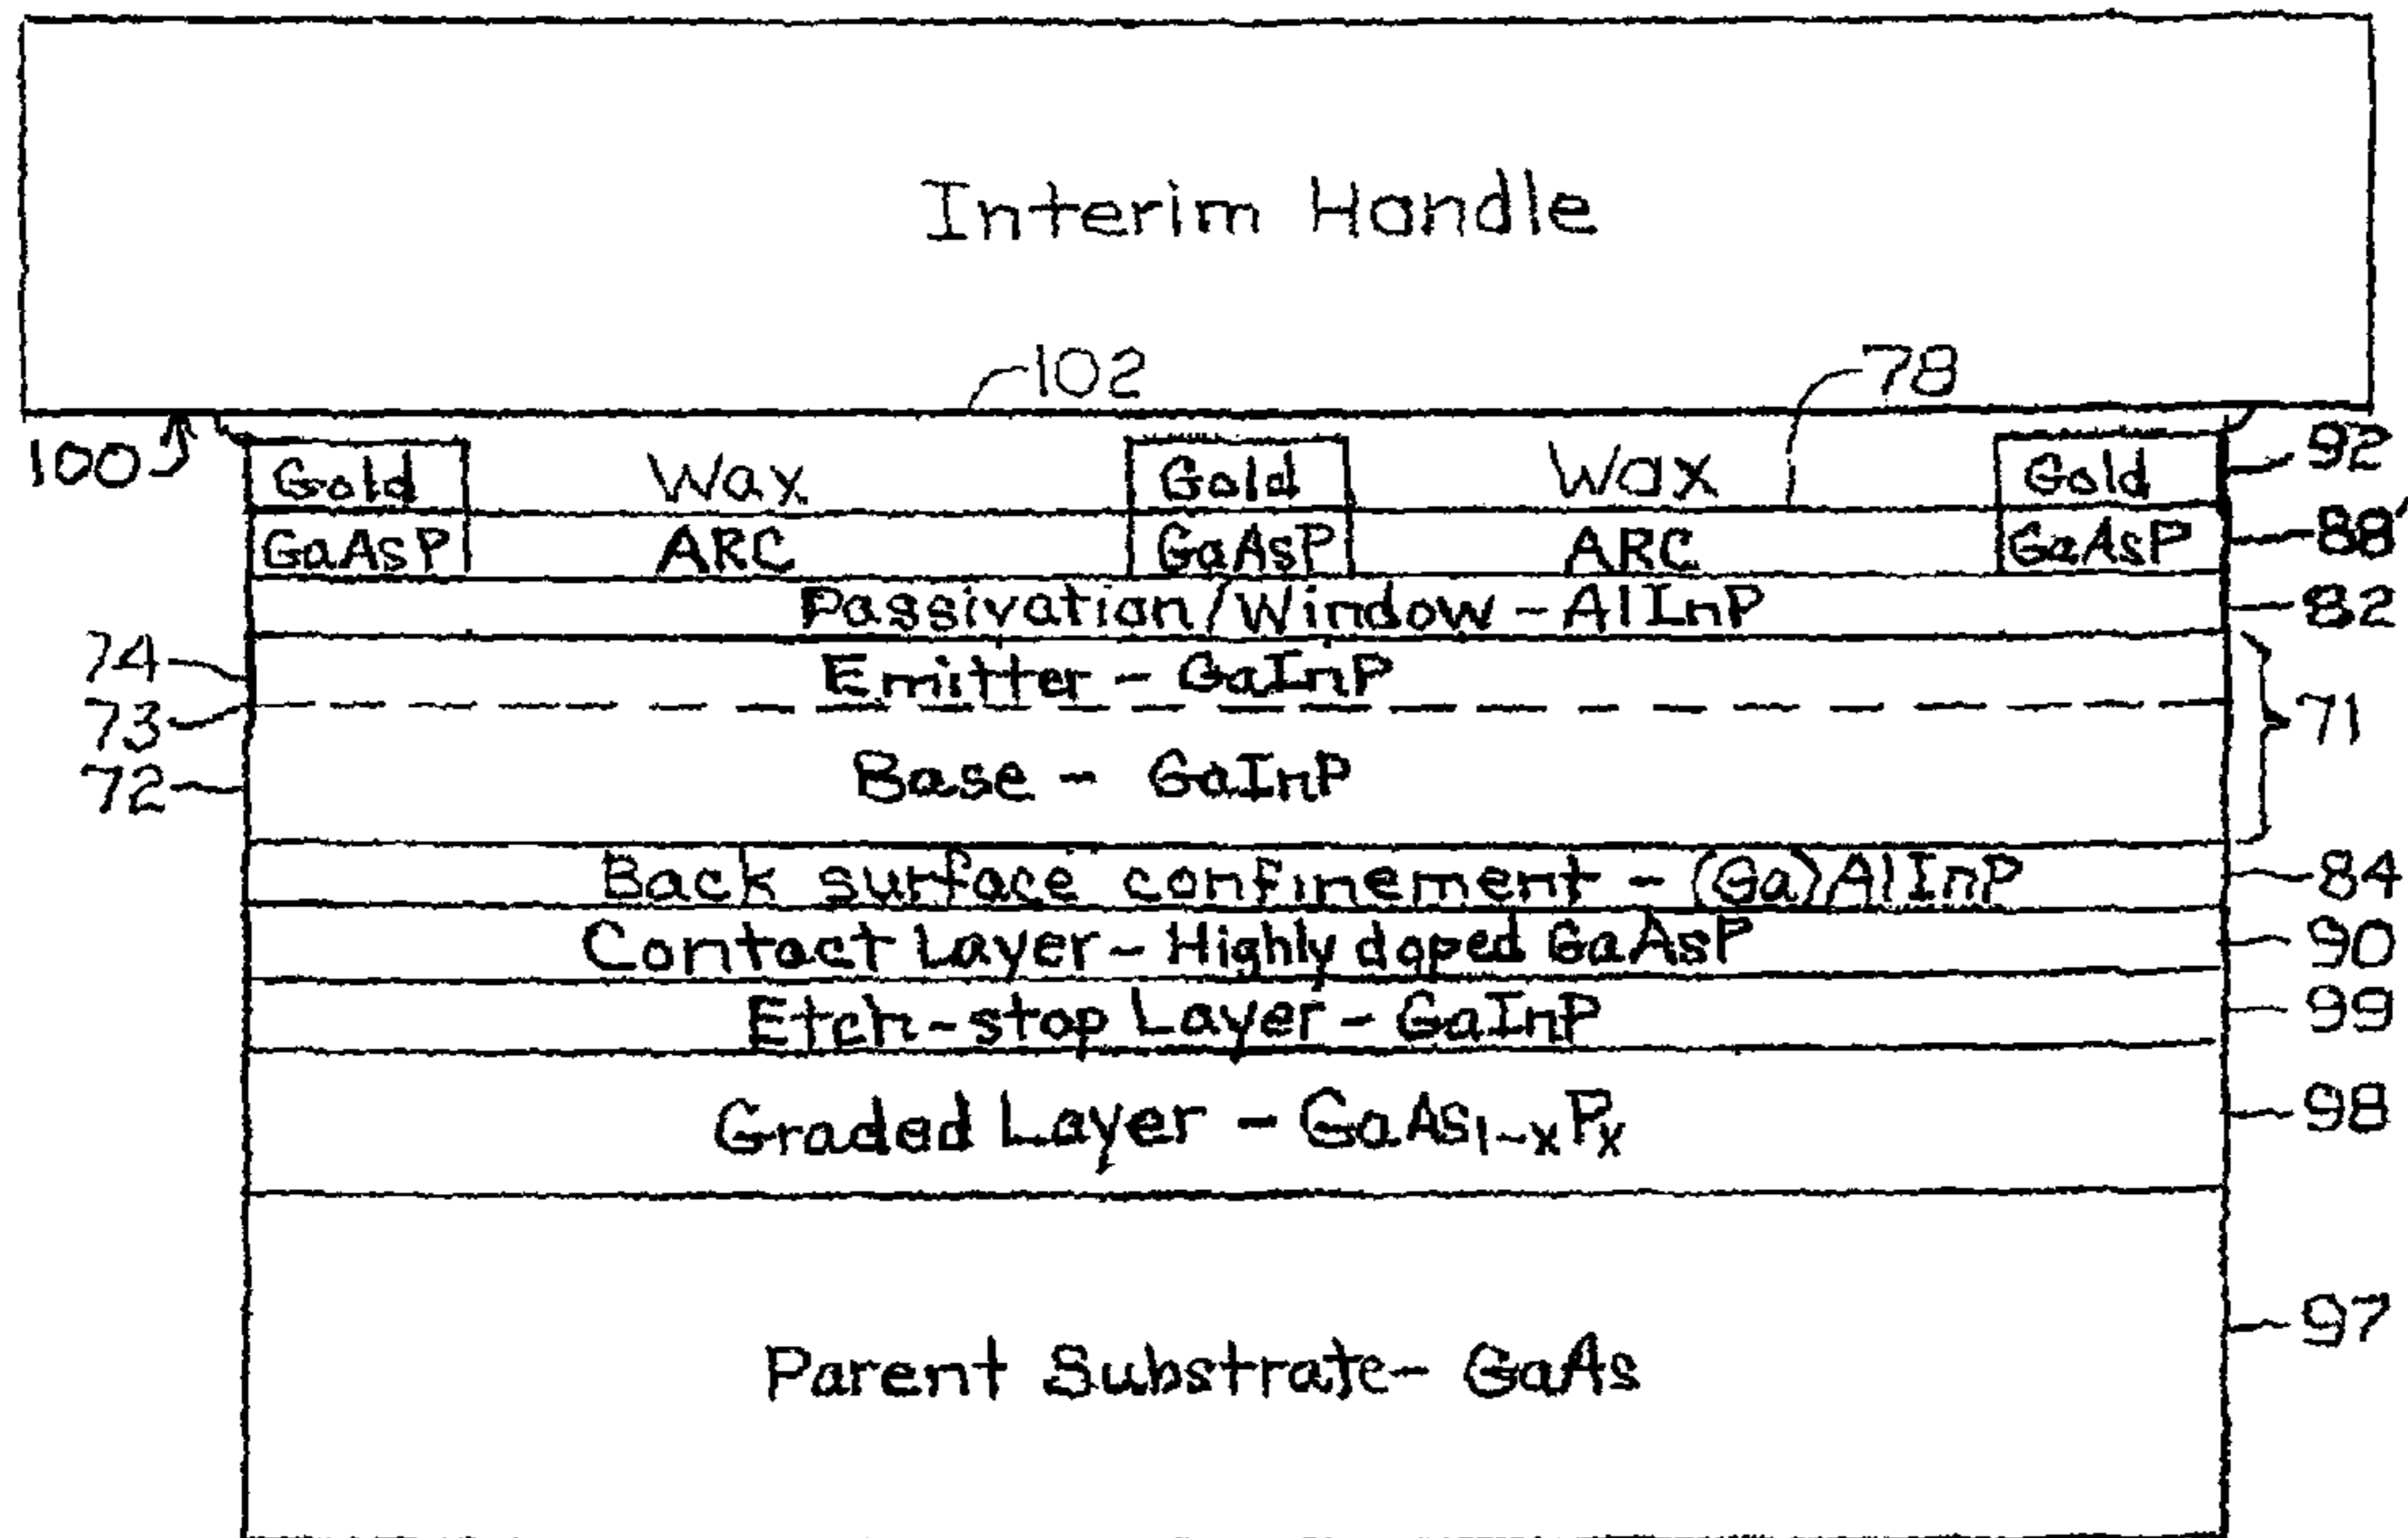 Interim Handle
102
78
100
Gold
Wax
Gold
Wax
Gold
92
GaAsP
ARC
GaAsP
ARC
GaAsP
88'
Passivation/Window - AlInP
82
74
Emitter - GaInP
73
71
72
Base - GaInP
Back surface confinement - (Ga)AlInP
84
Contact Layer - Highly doped GaAsP
90
Etch-stop Layer - GaInP
99
Graded Layer - GaAs1-xPx
98
97
Parent Substrate - GaAs